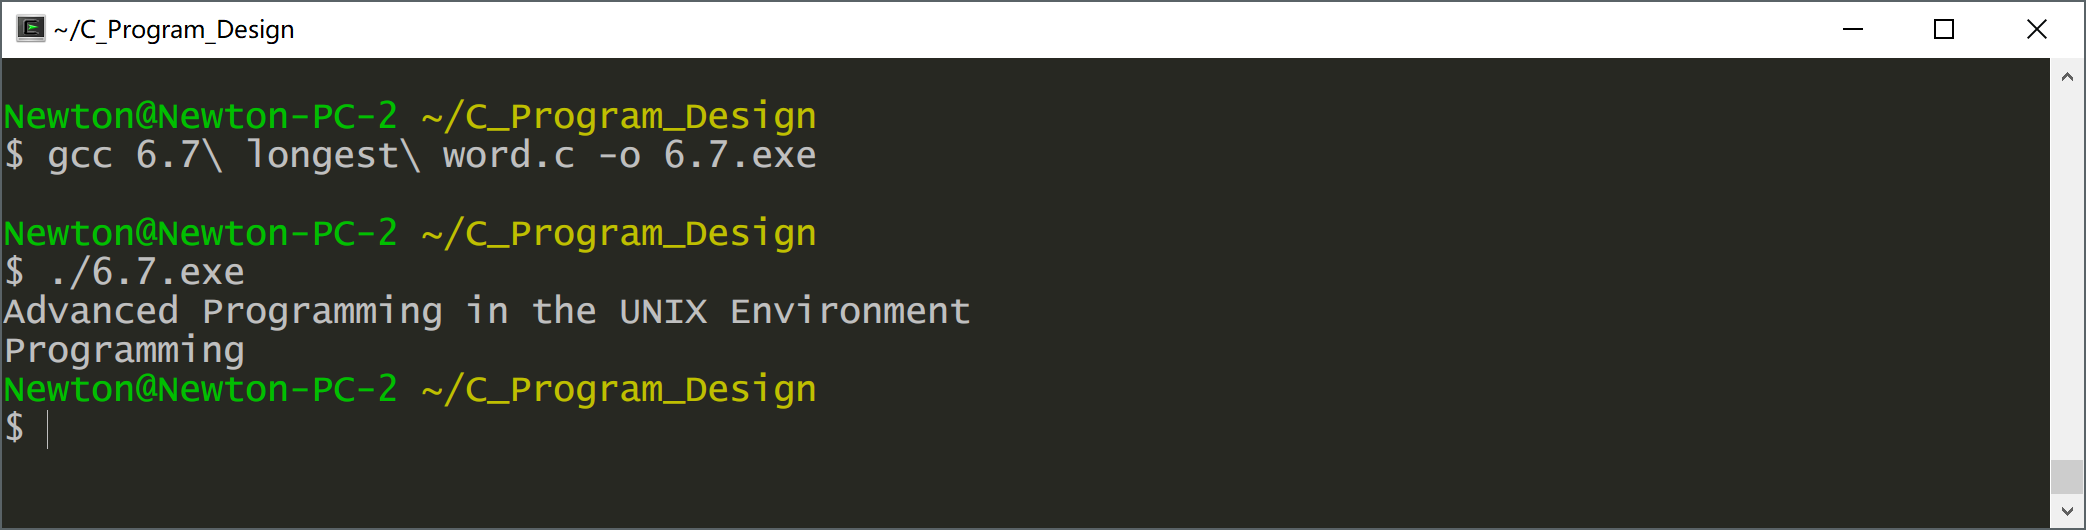 ~/C_Program_Design
Newton@Newton-PC-2 ~/C_Program_Design
$ gcc 6.7\ longest\ word.c -o 6.7.exe
Newton@Newton-PC-2 ~/C_Program_Design
$ ./6.7.exe
Advanced Programming in the UNIX Environment
Programming
Newton@Newton-PC-2 ~/C_Program_Design
$